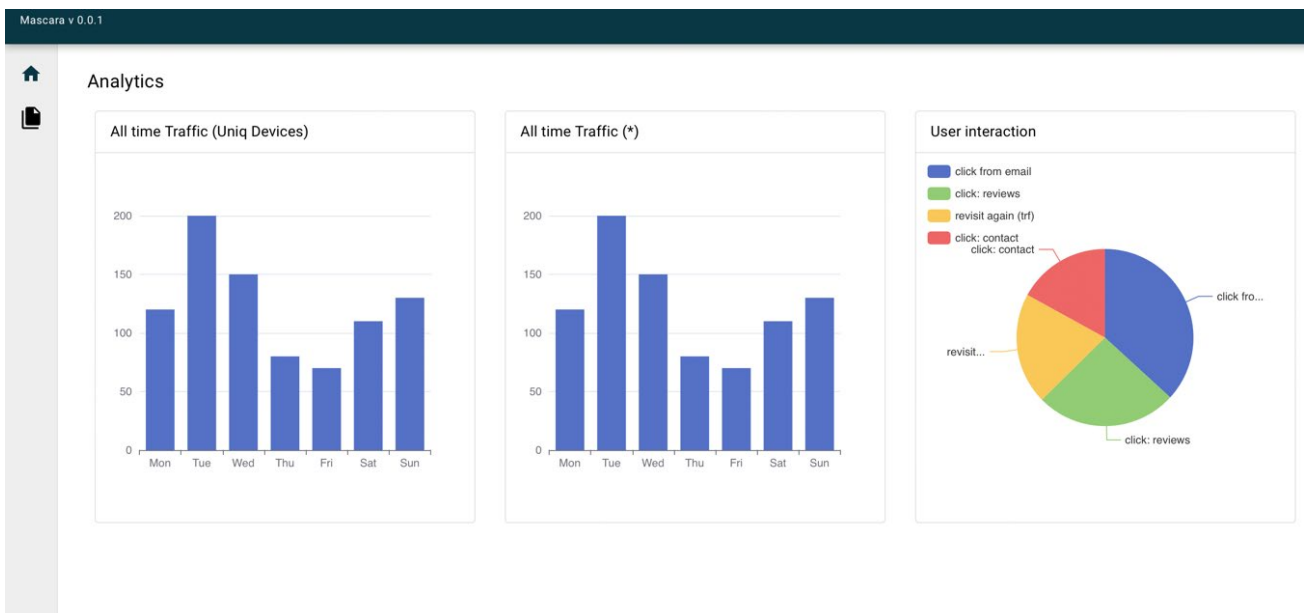 Mascara v 0.0.1
Analytics
All time Traffic (Uniq Devices)
200
150
100
50
0
Mon Tue Wed Thu Fri Sat Sun
All time Traffic (*)
200
150
100
50
0
Mon Tue Wed Thu Fri Sat Sun
User interaction
click from email
click: reviews
revisit again (trf)
click: contact
click: contact
click fro...
revisit...
click: reviews